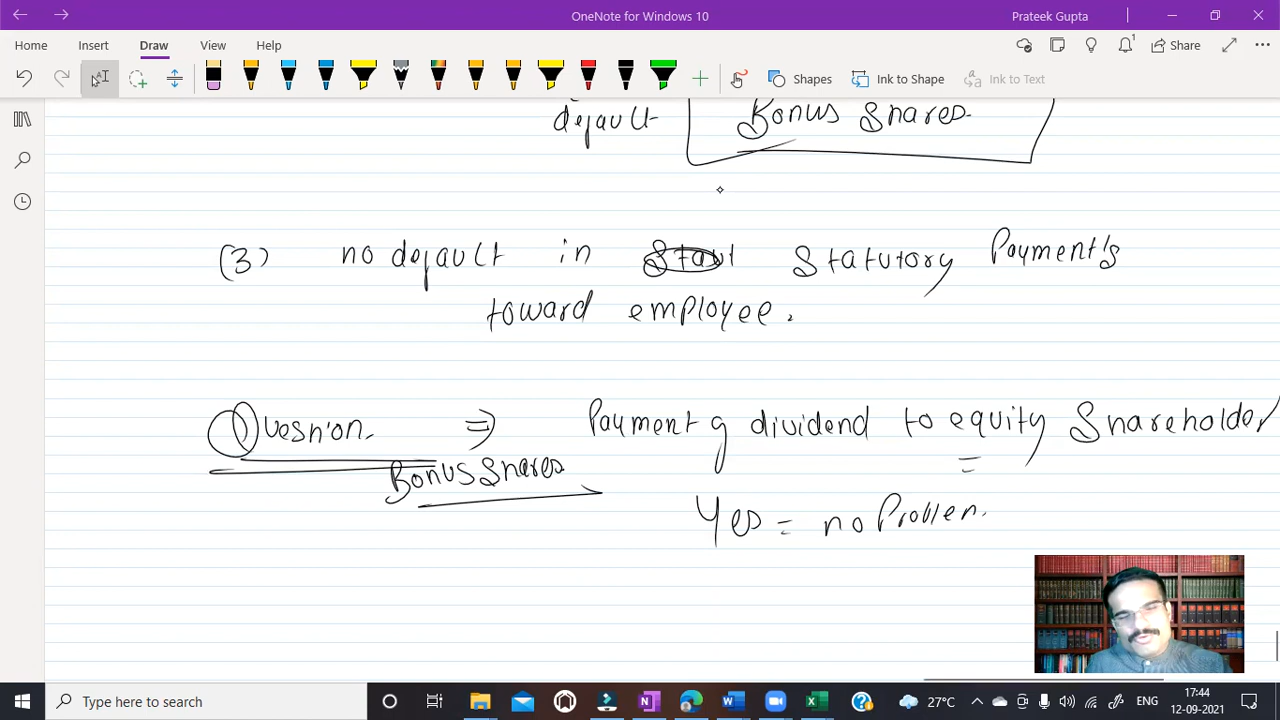 OneNote for Windows 10
Prateek Gupta
Home Insert Draw View Help
Share
Shapes Ink to Shape Ink to Text
default Bonus Shares.
(3) no default in Statutory Payment's
toward employee.
Question. ⇒ Payment of dividend to equity Shareholder
Bonus Shares
Yes = no Problem.
Type here to search
27°C ENG 17:44
12-09-2021